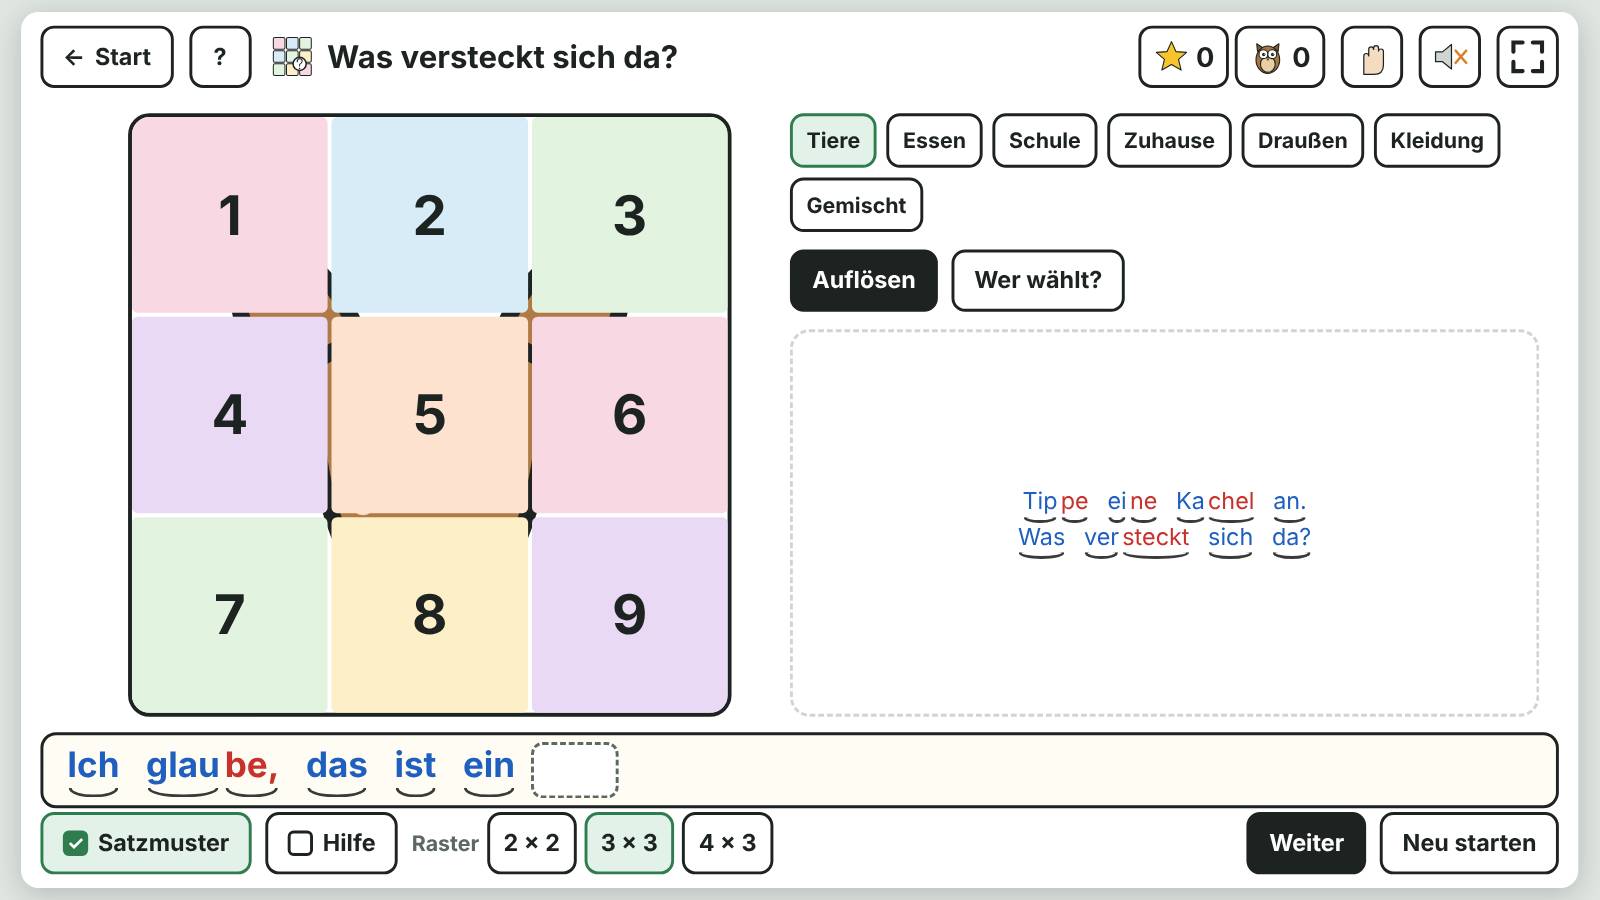 ← Start
?
Was versteckt sich da?
0
0
1
2
3
4
5
6
7
8
9
Tiere
Essen
Schule
Zuhause
Draußen
Kleidung
Gemischt
Auflösen
Wer wählt?
Tippe eine Kachel an.
Was versteckt sich da?
Ich glaube, das ist ein
Satzmuster
Hilfe
Raster
2 × 2
3 × 3
4 × 3
Weiter
Neu starten